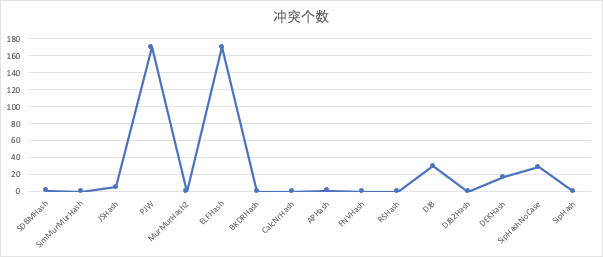 冲突个数
180
160
140
120
100
80
60
40
20
0
SDBMHash
SimMurMurHash
JSHash
PJW
MurMurHash2
ELFHash
BKDRHash
CalcNrHash
APHash
FNVHash
RSHash
DJB
DJB2Hash
DEKHash
SipHashNoCase
SipHash